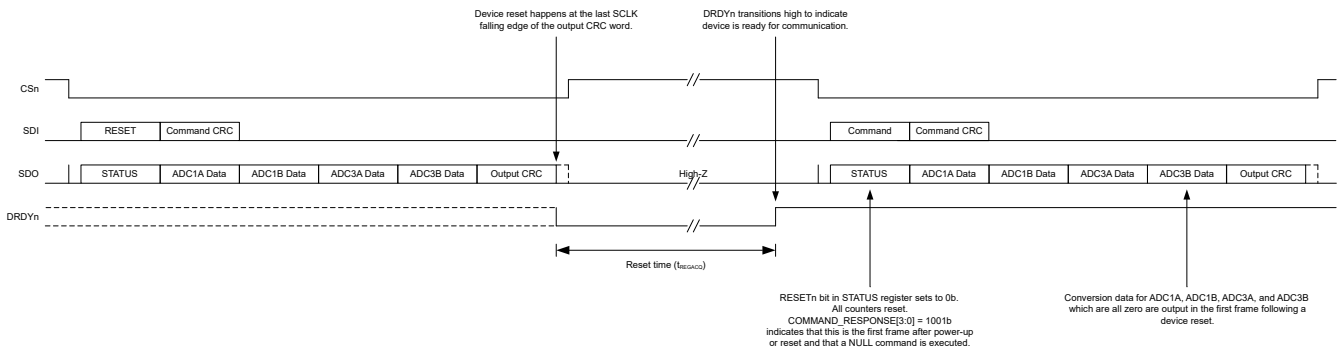 Device reset happens at the last SCLK
falling edge of the output CRC word.
DRDYn transitions high to indicate
device is ready for communication.
CSn
SDI
RESET
Command CRC
Command
Command CRC
SDO
STATUS
ADC1A Data
ADC1B Data
ADC3A Data
ADC3B Data
Output CRC
High-Z
STATUS
ADC1A Data
ADC1B Data
ADC3A Data
ADC3B Data
Output CRC
DRDYn
Reset time (tREGACQ)
RESETn bit in STATUS register sets to 0b.
All counters reset.
COMMAND_RESPONSE[3:0] = 1001b
indicates that this is the first frame after power-up
or reset and that a NULL command is executed.
Conversion data for ADC1A, ADC1B, ADC3A, and ADC3B
which are all zero are output in the first frame following a
device reset.